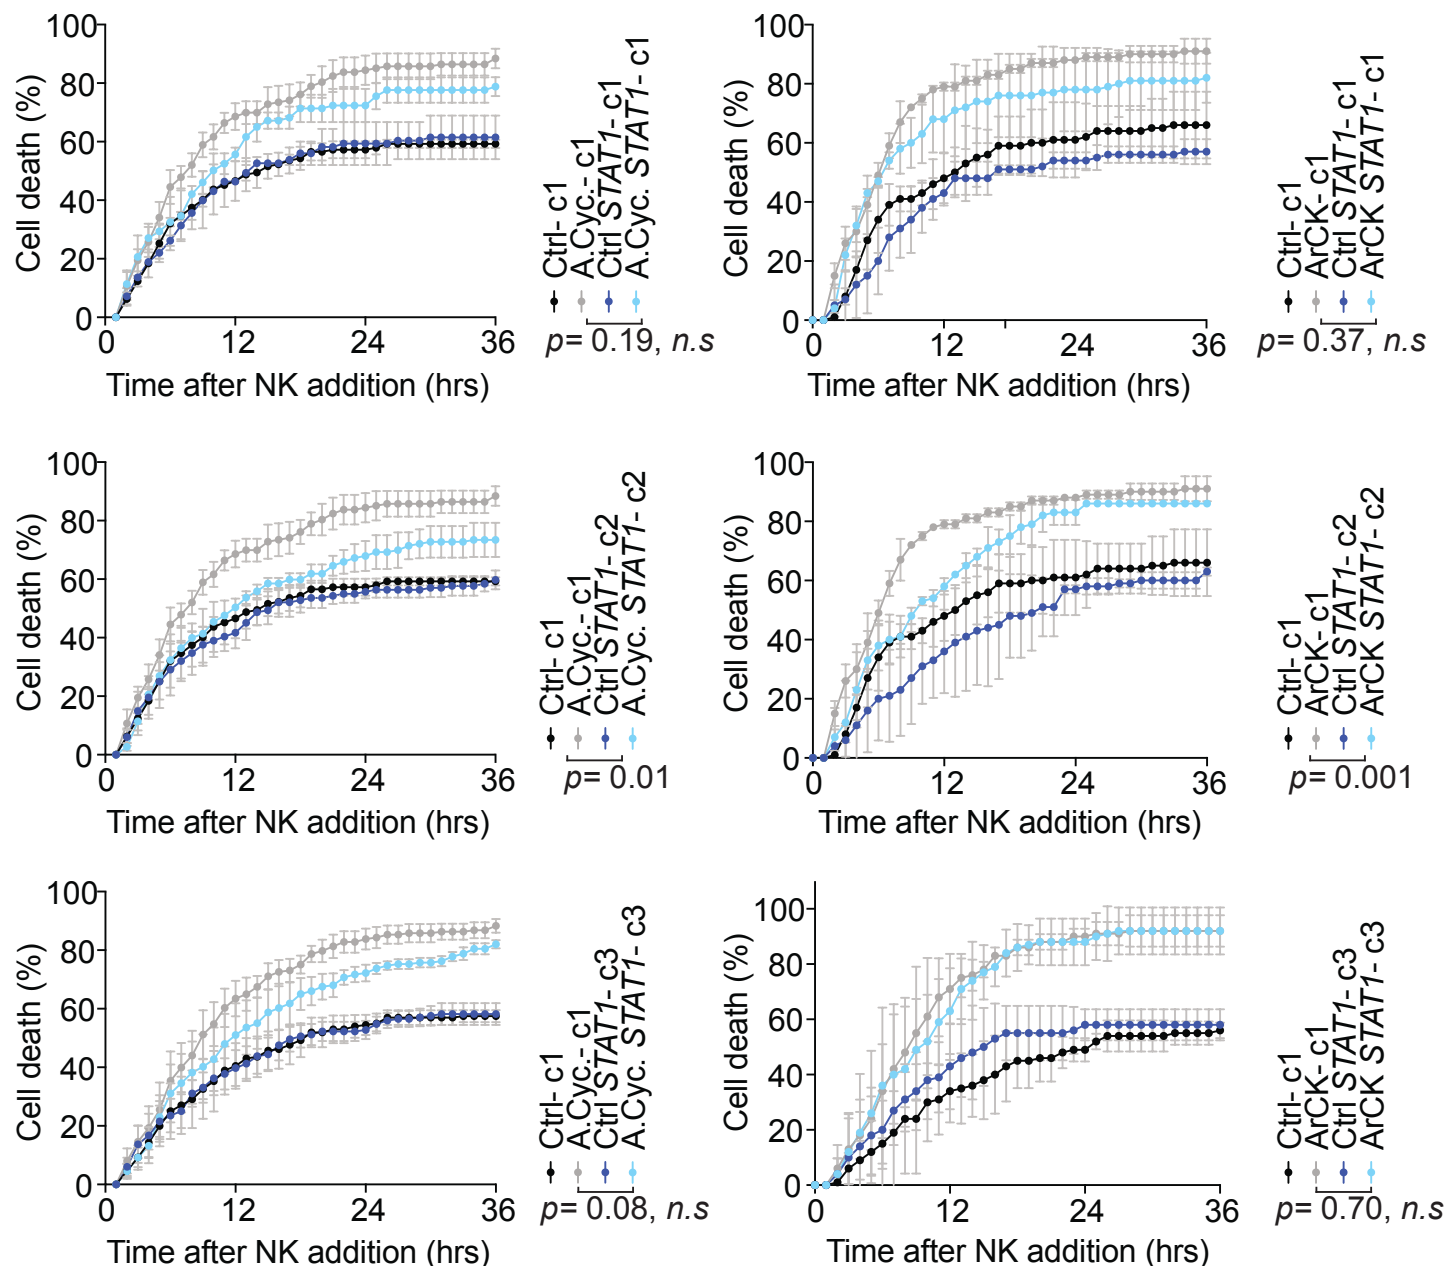 100
80
60
40
20
0
12
24
36
Cell death (%)
Time after NK addition (hrs)
Ctrl- c1
A.Cyc.- c1
Ctrl STAT1- c1
A.Cyc. STAT1- c1
p= 0.19, n.s
100
80
60
40
20
0
0
12
24
36
Cell death (%)
Time after NK addition (hrs)
Ctrl- c1
ArCK- c1
Ctrl STAT1- c1
ArCK STAT1- c1
p= 0.37, n.s
100
80
60
40
20
0
0
12
24
36
Cell death (%)
Time after NK addition (hrs)
Ctrl- c1
A.Cyc.- c1
Ctrl STAT1- c2
A.Cyc. STAT1- c2
p= 0.01
100
80
60
40
20
0
0
12
24
36
Cell death (%)
Time after NK addition (hrs)
Ctrl- c1
ArCK- c1
Ctrl STAT1- c2
ArCK STAT1- c2
p= 0.001
100
80
60
40
20
0
0
12
24
36
Cell death (%)
Time after NK addition (hrs)
Ctrl- c1
A.Cyc.- c1
Ctrl STAT1- c3
A.Cyc. STAT1- c3
p= 0.08, n.s
100
80
60
40
20
0
0
12
24
36
Cell death (%)
Time after NK addition (hrs)
Ctrl- c1
ArCK- c1
Ctrl STAT1- c3
ArCK STAT1- c3
p= 0.70, n.s